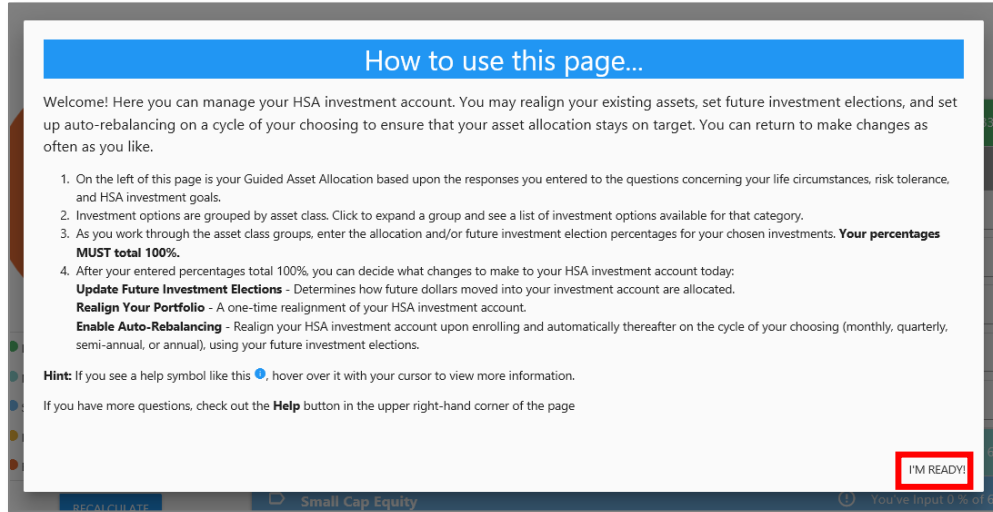 How to use this page...
Welcome! Here you can manage your HSA investment account. You may realign your existing assets, set future investment elections, and set
up auto-rebalancing on a cycle of your choosing to ensure that your asset allocation stays on target. You can return to make changes as
often as you like.
1. On the left of this page is your Guided Asset Allocation based upon the responses you entered to the questions concerning your life circumstances, risk tolerance,
and HSA investment goals.
2. Investment options are grouped by asset class. Click to expand a group and see a list of investment options available for that category.
3. As you work through the asset class groups, enter the allocation and/or future investment election percentages for your chosen investments. Your percentages
MUST total 100%.
4. After your entered percentages total 100%, you can decide what changes to make to your HSA investment account today:
Update Future Investment Elections - Determines how future dollars moved into your investment account are allocated.
Realign Your Portfolio - A one-time realignment of your HSA investment account.
Enable Auto-Rebalancing - Realign your HSA investment account upon enrolling and automatically thereafter on the cycle of your choosing (monthly, quarterly,
semi-annual, or annual), using your future investment elections.
Hint: If you see a help symbol like this , hover over it with your cursor to view more information.
If you have more questions, check out the Help button in the upper right-hand corner of the page
I'M READY!
RECALCULATE
Small Cap Equity
You've Input 0 % of 6